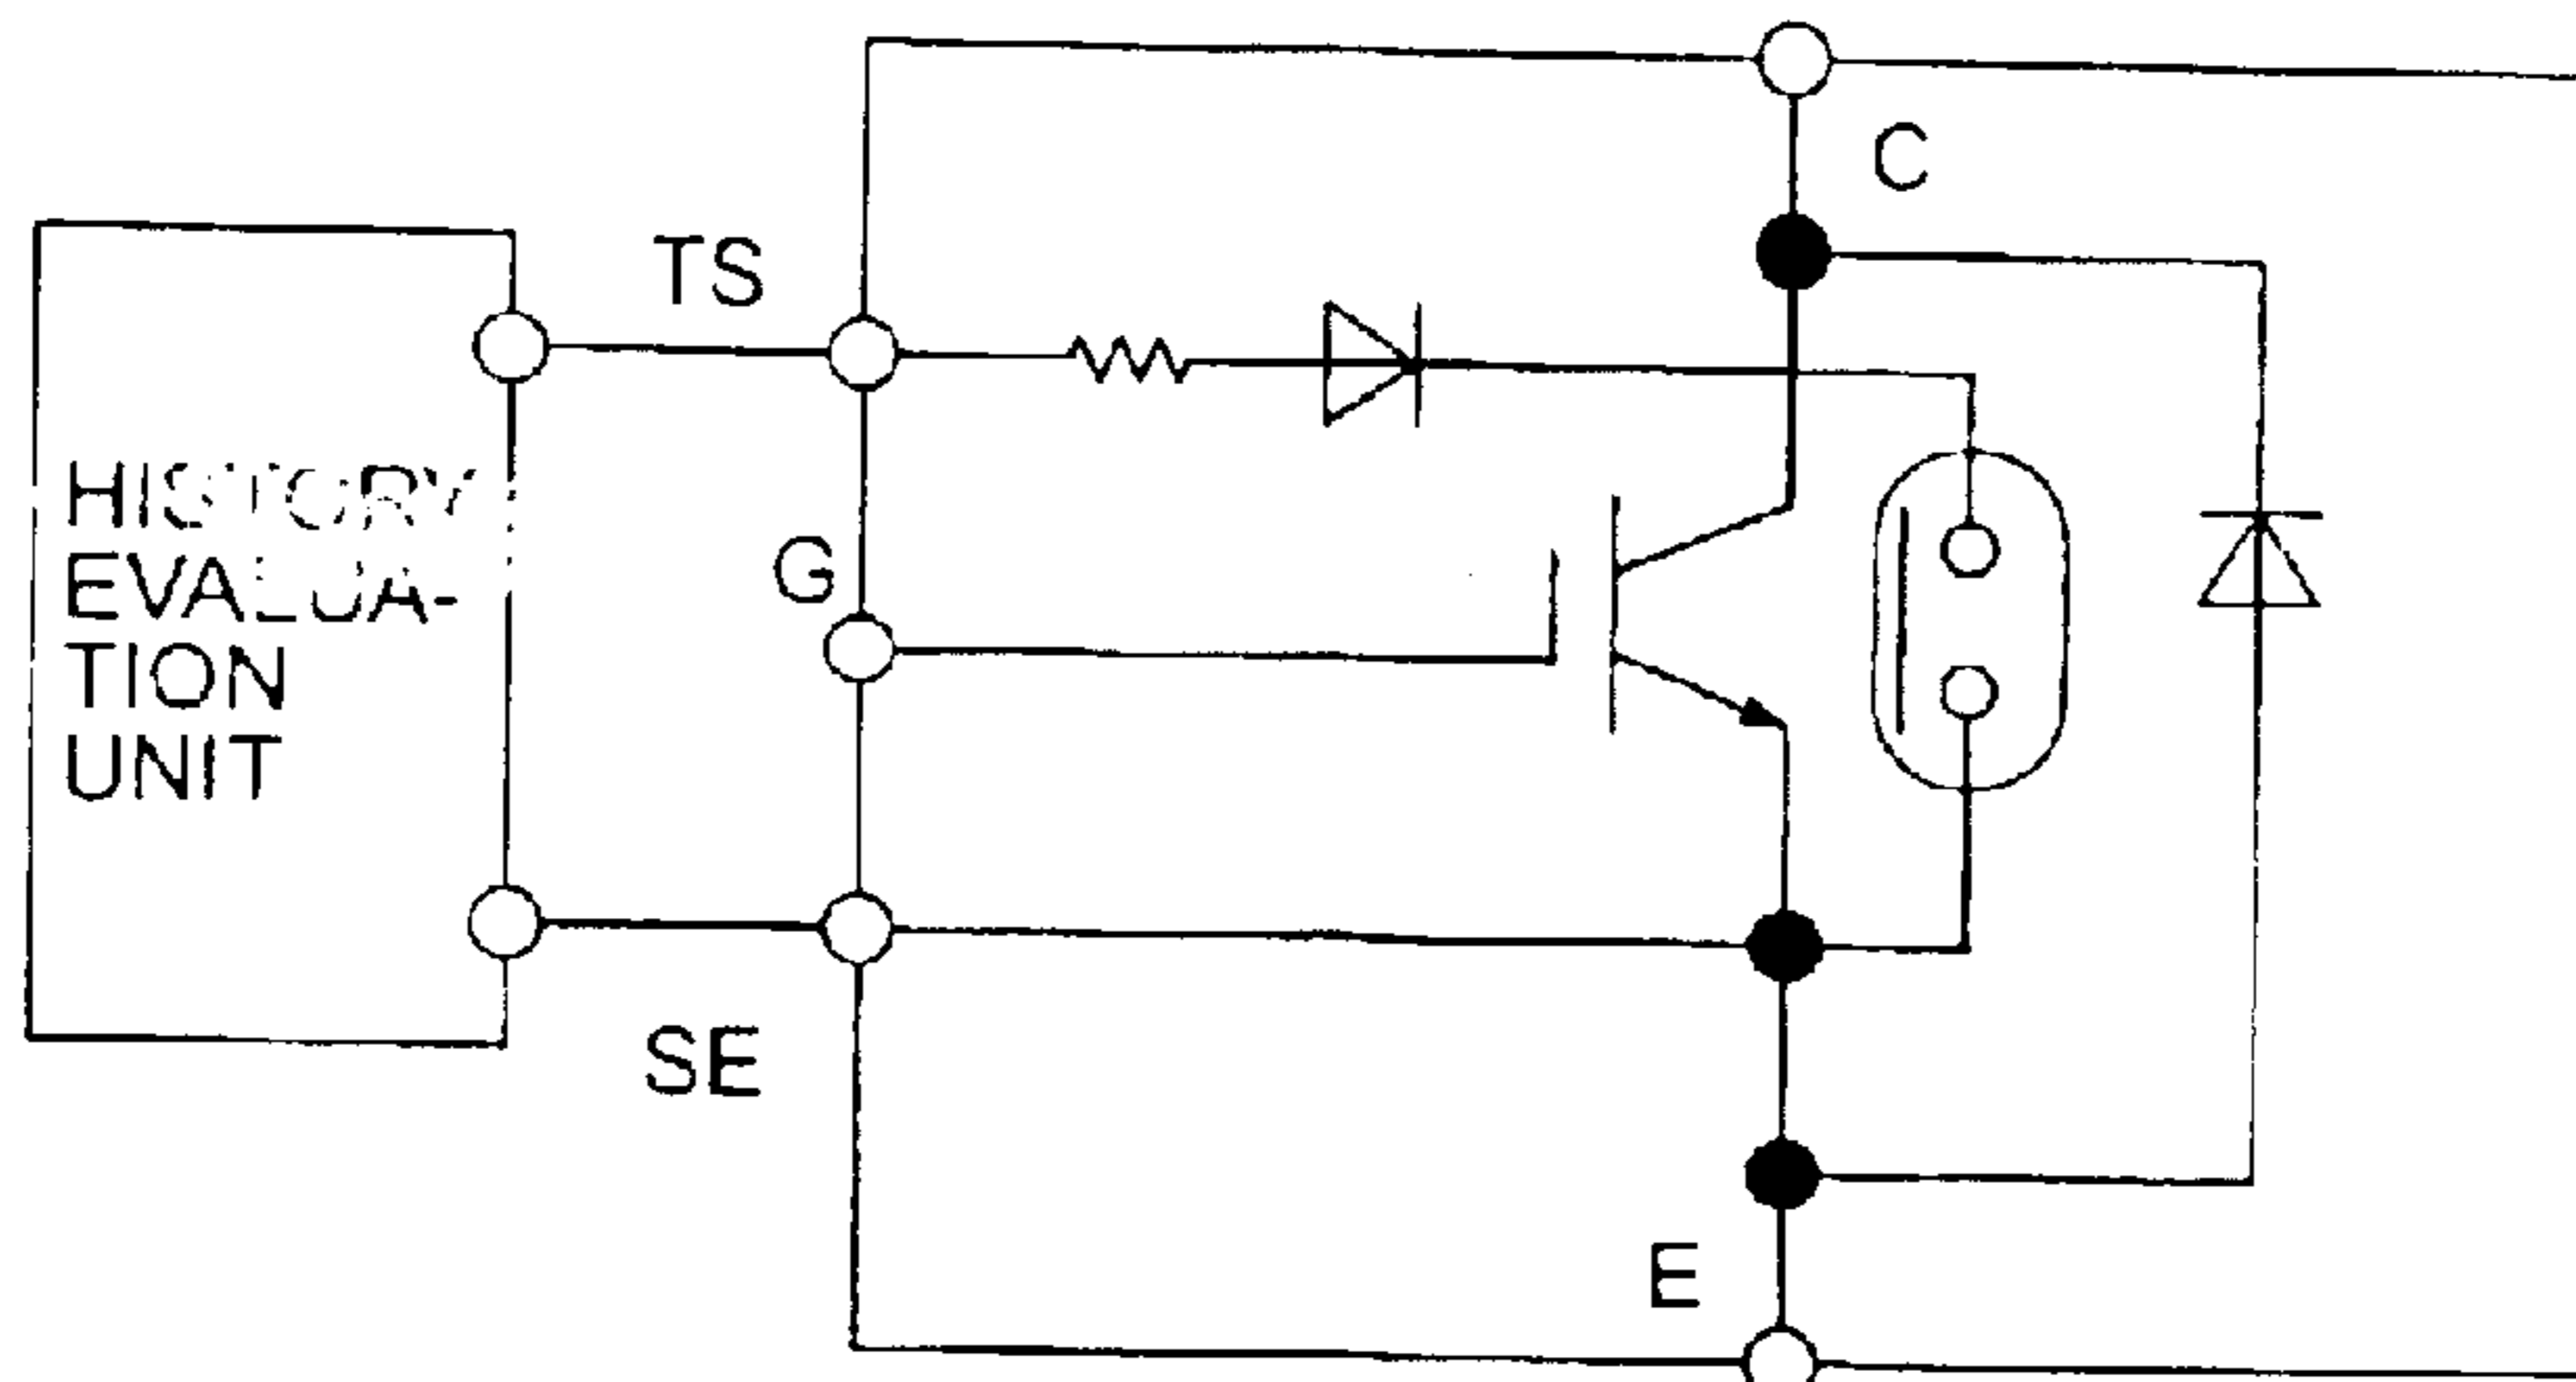 C
TS
HISTORY
EVALUA-
TION
UNIT
G
SE
E